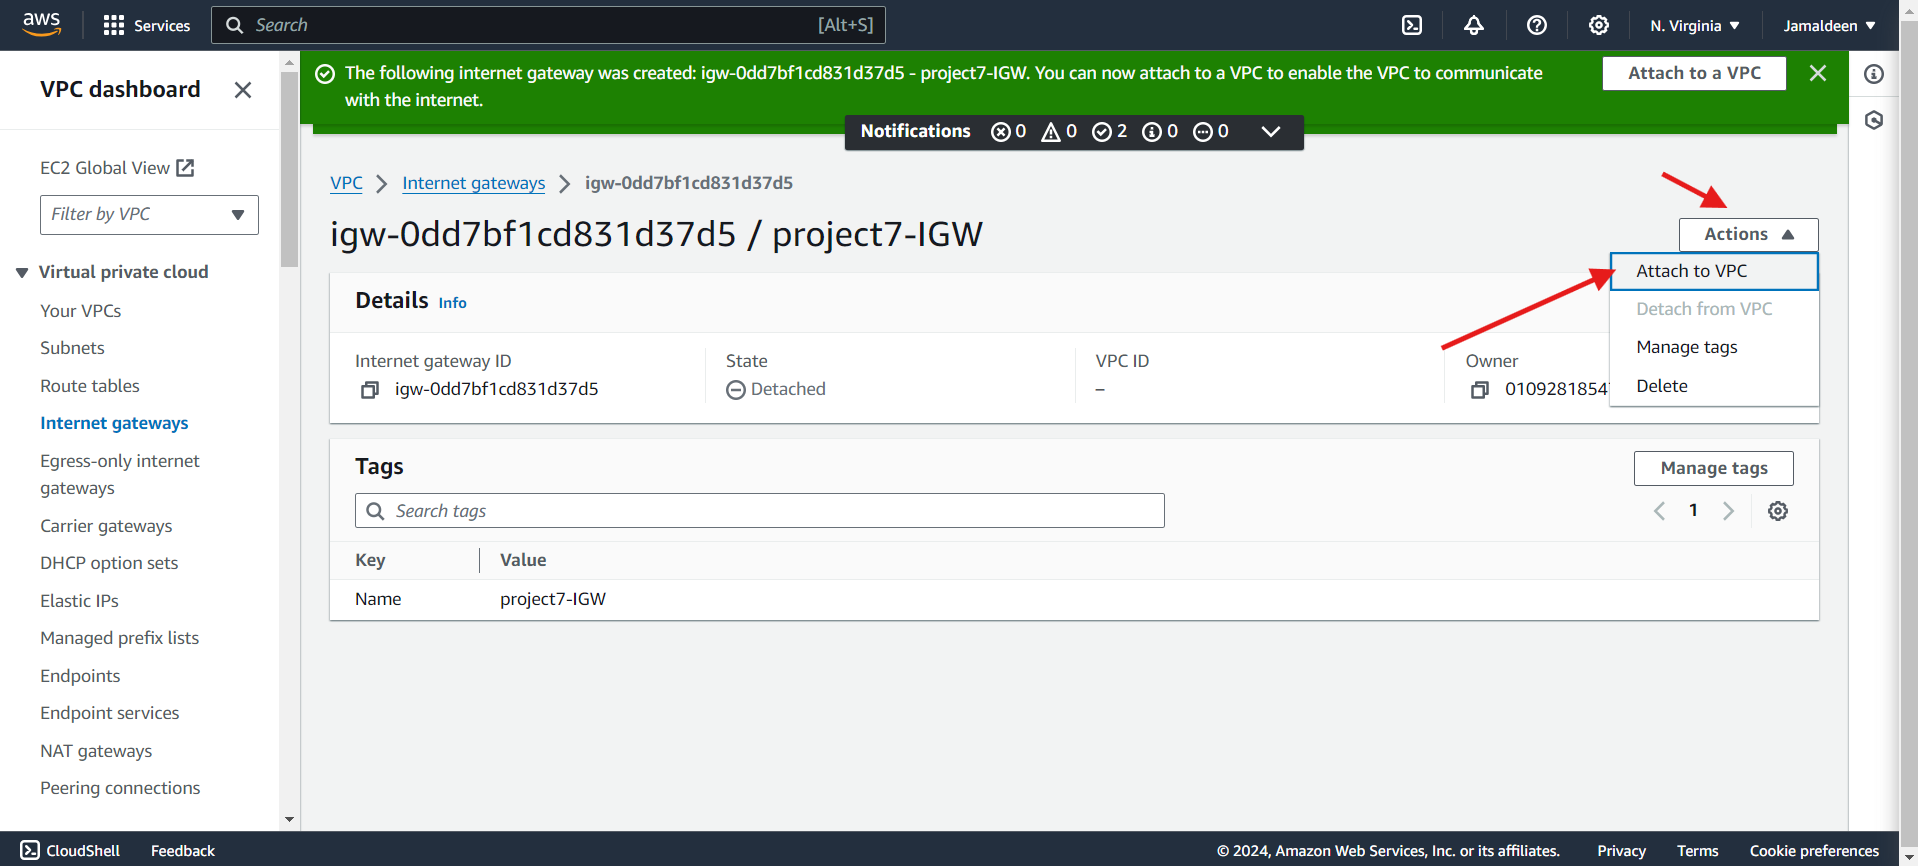 aws
Services
Search [Alt+S]
N. Virginia
Jamaldeen
VPC dashboard
EC2 Global View
Filter by VPC
Virtual private cloud
Your VPCs
Subnets
Route tables
Internet gateways
Egress-only internet
gateways
Carrier gateways
DHCP option sets
Elastic IPs
Managed prefix lists
Endpoints
Endpoint services
NAT gateways
Peering connections
The following internet gateway was created: igw-0dd7bf1cd831d37d5 - project7-IGW. You can now attach to a VPC to enable the VPC to communicate
with the internet.
Attach to a VPC
Notifications 0 0 2 0 0
VPC Internet gateways igw-0dd7bf1cd831d37d5
igw-0dd7bf1cd831d37d5 / project7-IGW
Actions
Attach to VPC
Detach from VPC
Manage tags
Delete
Details Info
Internet gateway ID
igw-0dd7bf1cd831d37d5
State
Detached
VPC ID
–
Owner
Tags
Manage tags
Search tags
1
Key Value
Name project7-IGW
CloudShell
Feedback
© 2024, Amazon Web Services, Inc. or its affiliates.
Privacy
Terms
Cookie preferences